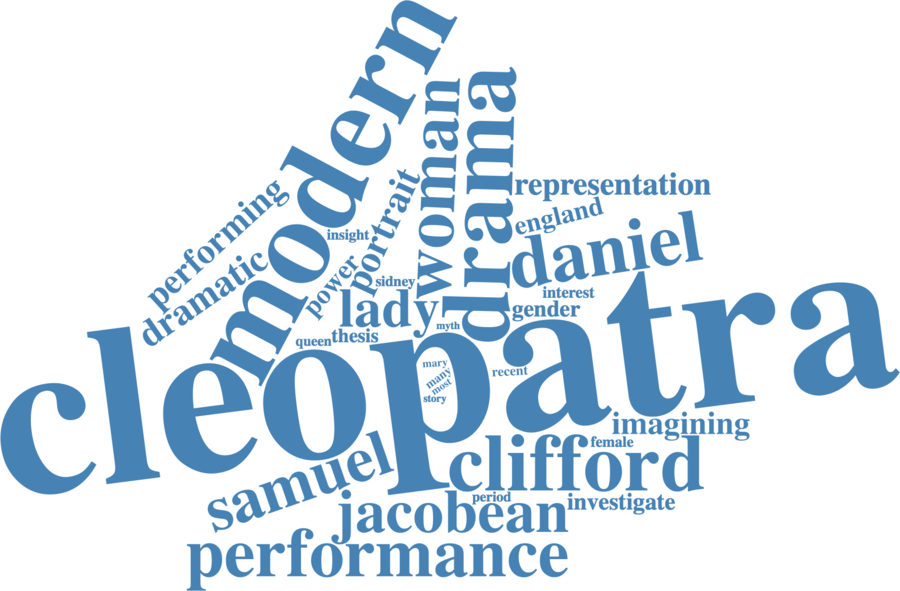 modern
woman
drama
performing
portrait
representation
insight
england
dramatic
power
daniel
sidney
interest
lady
gender
myth
queen
thesis
cleopatra
mary
many
most
story
recent
imagining
female
clifford
samuel
period
investigate
jacobean
performance